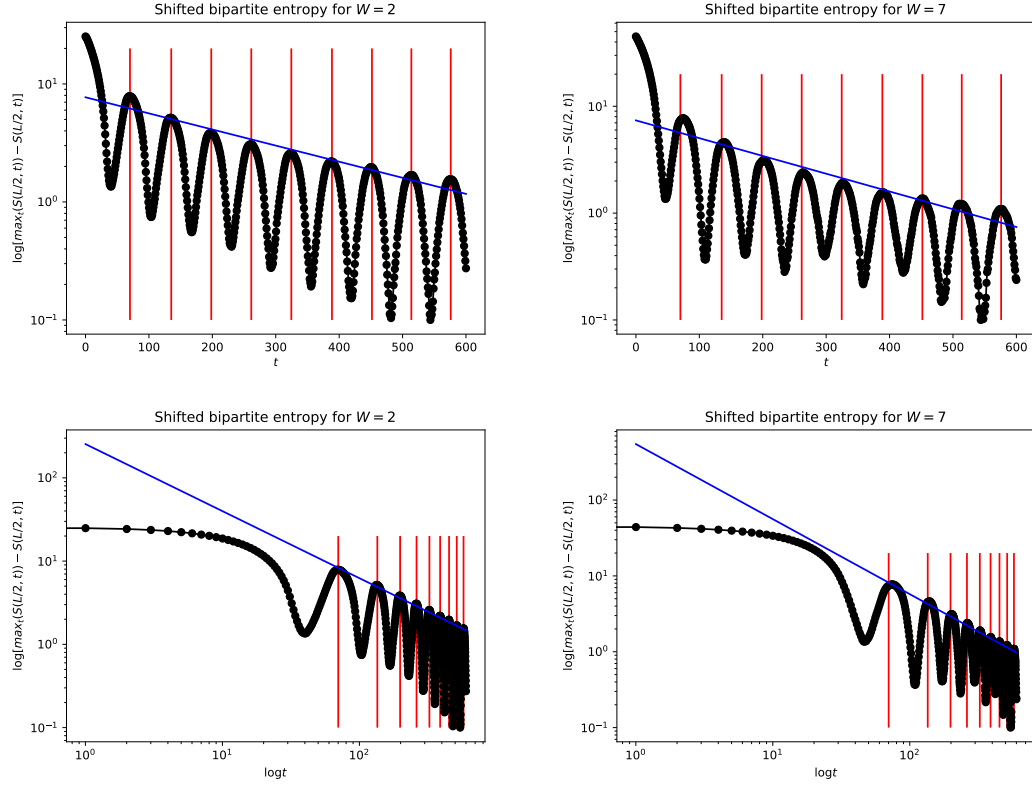 Shifted bipartite entropy for W = 2
log[max_t(S(L/2, t)) − S(L/2, t)]
10^1
10^0
10^−1
0 100 200 300 400 500 600
t
Shifted bipartite entropy for W = 7
log[max_t(S(L/2, t)) − S(L/2, t)]
10^1
10^0
10^−1
0 100 200 300 400 500 600
t
Shifted bipartite entropy for W = 2
log[max_t(S(L/2, t)) − S(L/2, t)]
10^2
10^1
10^0
10^−1
10^0 10^1 10^2
logt
Shifted bipartite entropy for W = 7
log[max_t(S(L/2, t)) − S(L/2, t)]
10^2
10^1
10^0
10^−1
10^0 10^1 10^2
logt